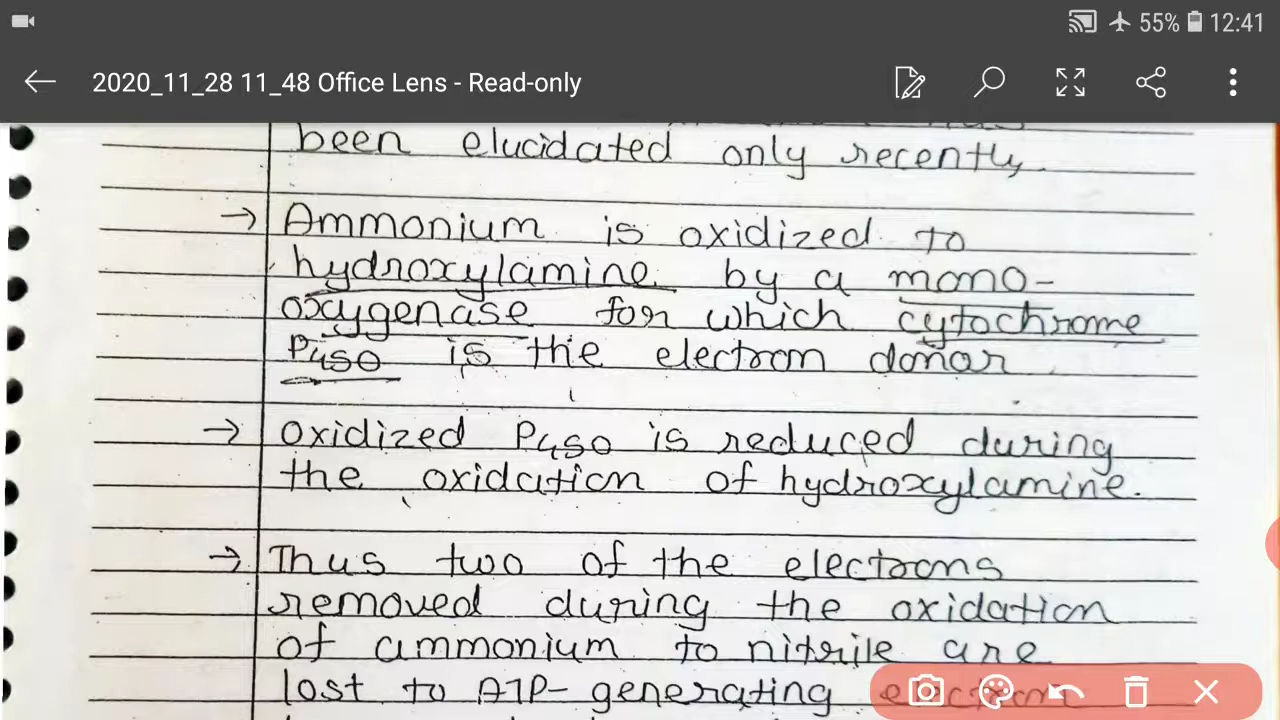 55% 12:41
2020_11_28 11_48 Office Lens - Read-only
been elucidated only recently.
→ Ammonium is oxidized to
hydroxylamine by a mono-
oxygenase for which cytochrome
P450 is the electron donar
→ Oxidized P450 is reduced during
the oxidation of hydroxylamine.
→ Thus two of the electrons
removed during the oxidation
of ammonium to nitrile are
lost to ATP- generating electron